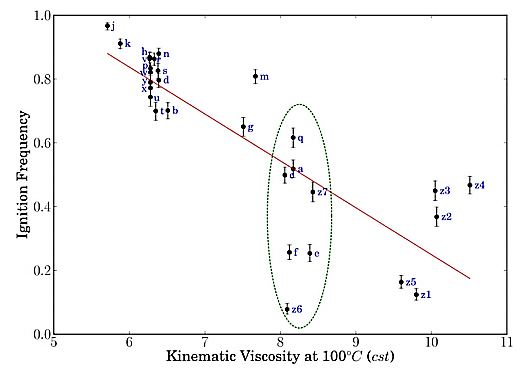 1.0
0.8
0.6
0.4
0.2
0.0
5
6
7
8
9
10
11
Ignition Frequency
Kinematic Viscosity at 100°C (cst)
j
k
h
n
p
s
y
d
x
u
t
b
m
g
q
a
z7
f
z6
z3
z4
z2
z5
z1